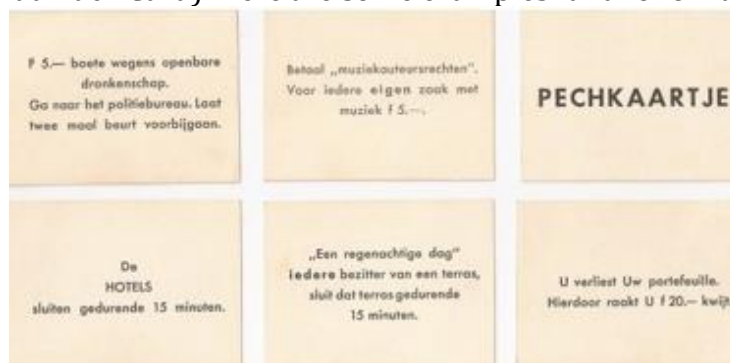 F 5.— boete wegens openbare
dronkenschap.
Ga naar het politiebureau. Laat
twee maal beurt voorbijgaan.
Betaal „muziekauteursrechten".
Voor iedere eigen zaak met
muziek f 5.—.
PECHKAARTJE
De
HOTELS
sluiten gedurende 15 minuten.
„Een regenachtige dag"
iedere bezitter van een terras,
sluit dat terras gedurende
15 minuten.
U verliest Uw portefeuille.
Hierdoor raakt U f 20.— kwijt